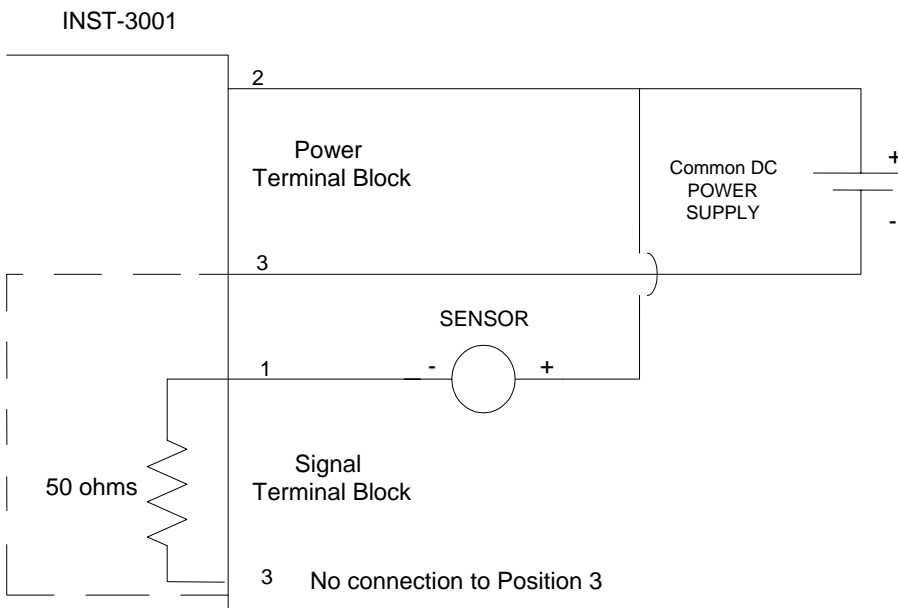 INST-3001
2
Power
Terminal Block
Common DC
POWER
SUPPLY
+
-
3
SENSOR
1
-
+
50 ohms
Signal
Terminal Block
3
No connection to Position 3